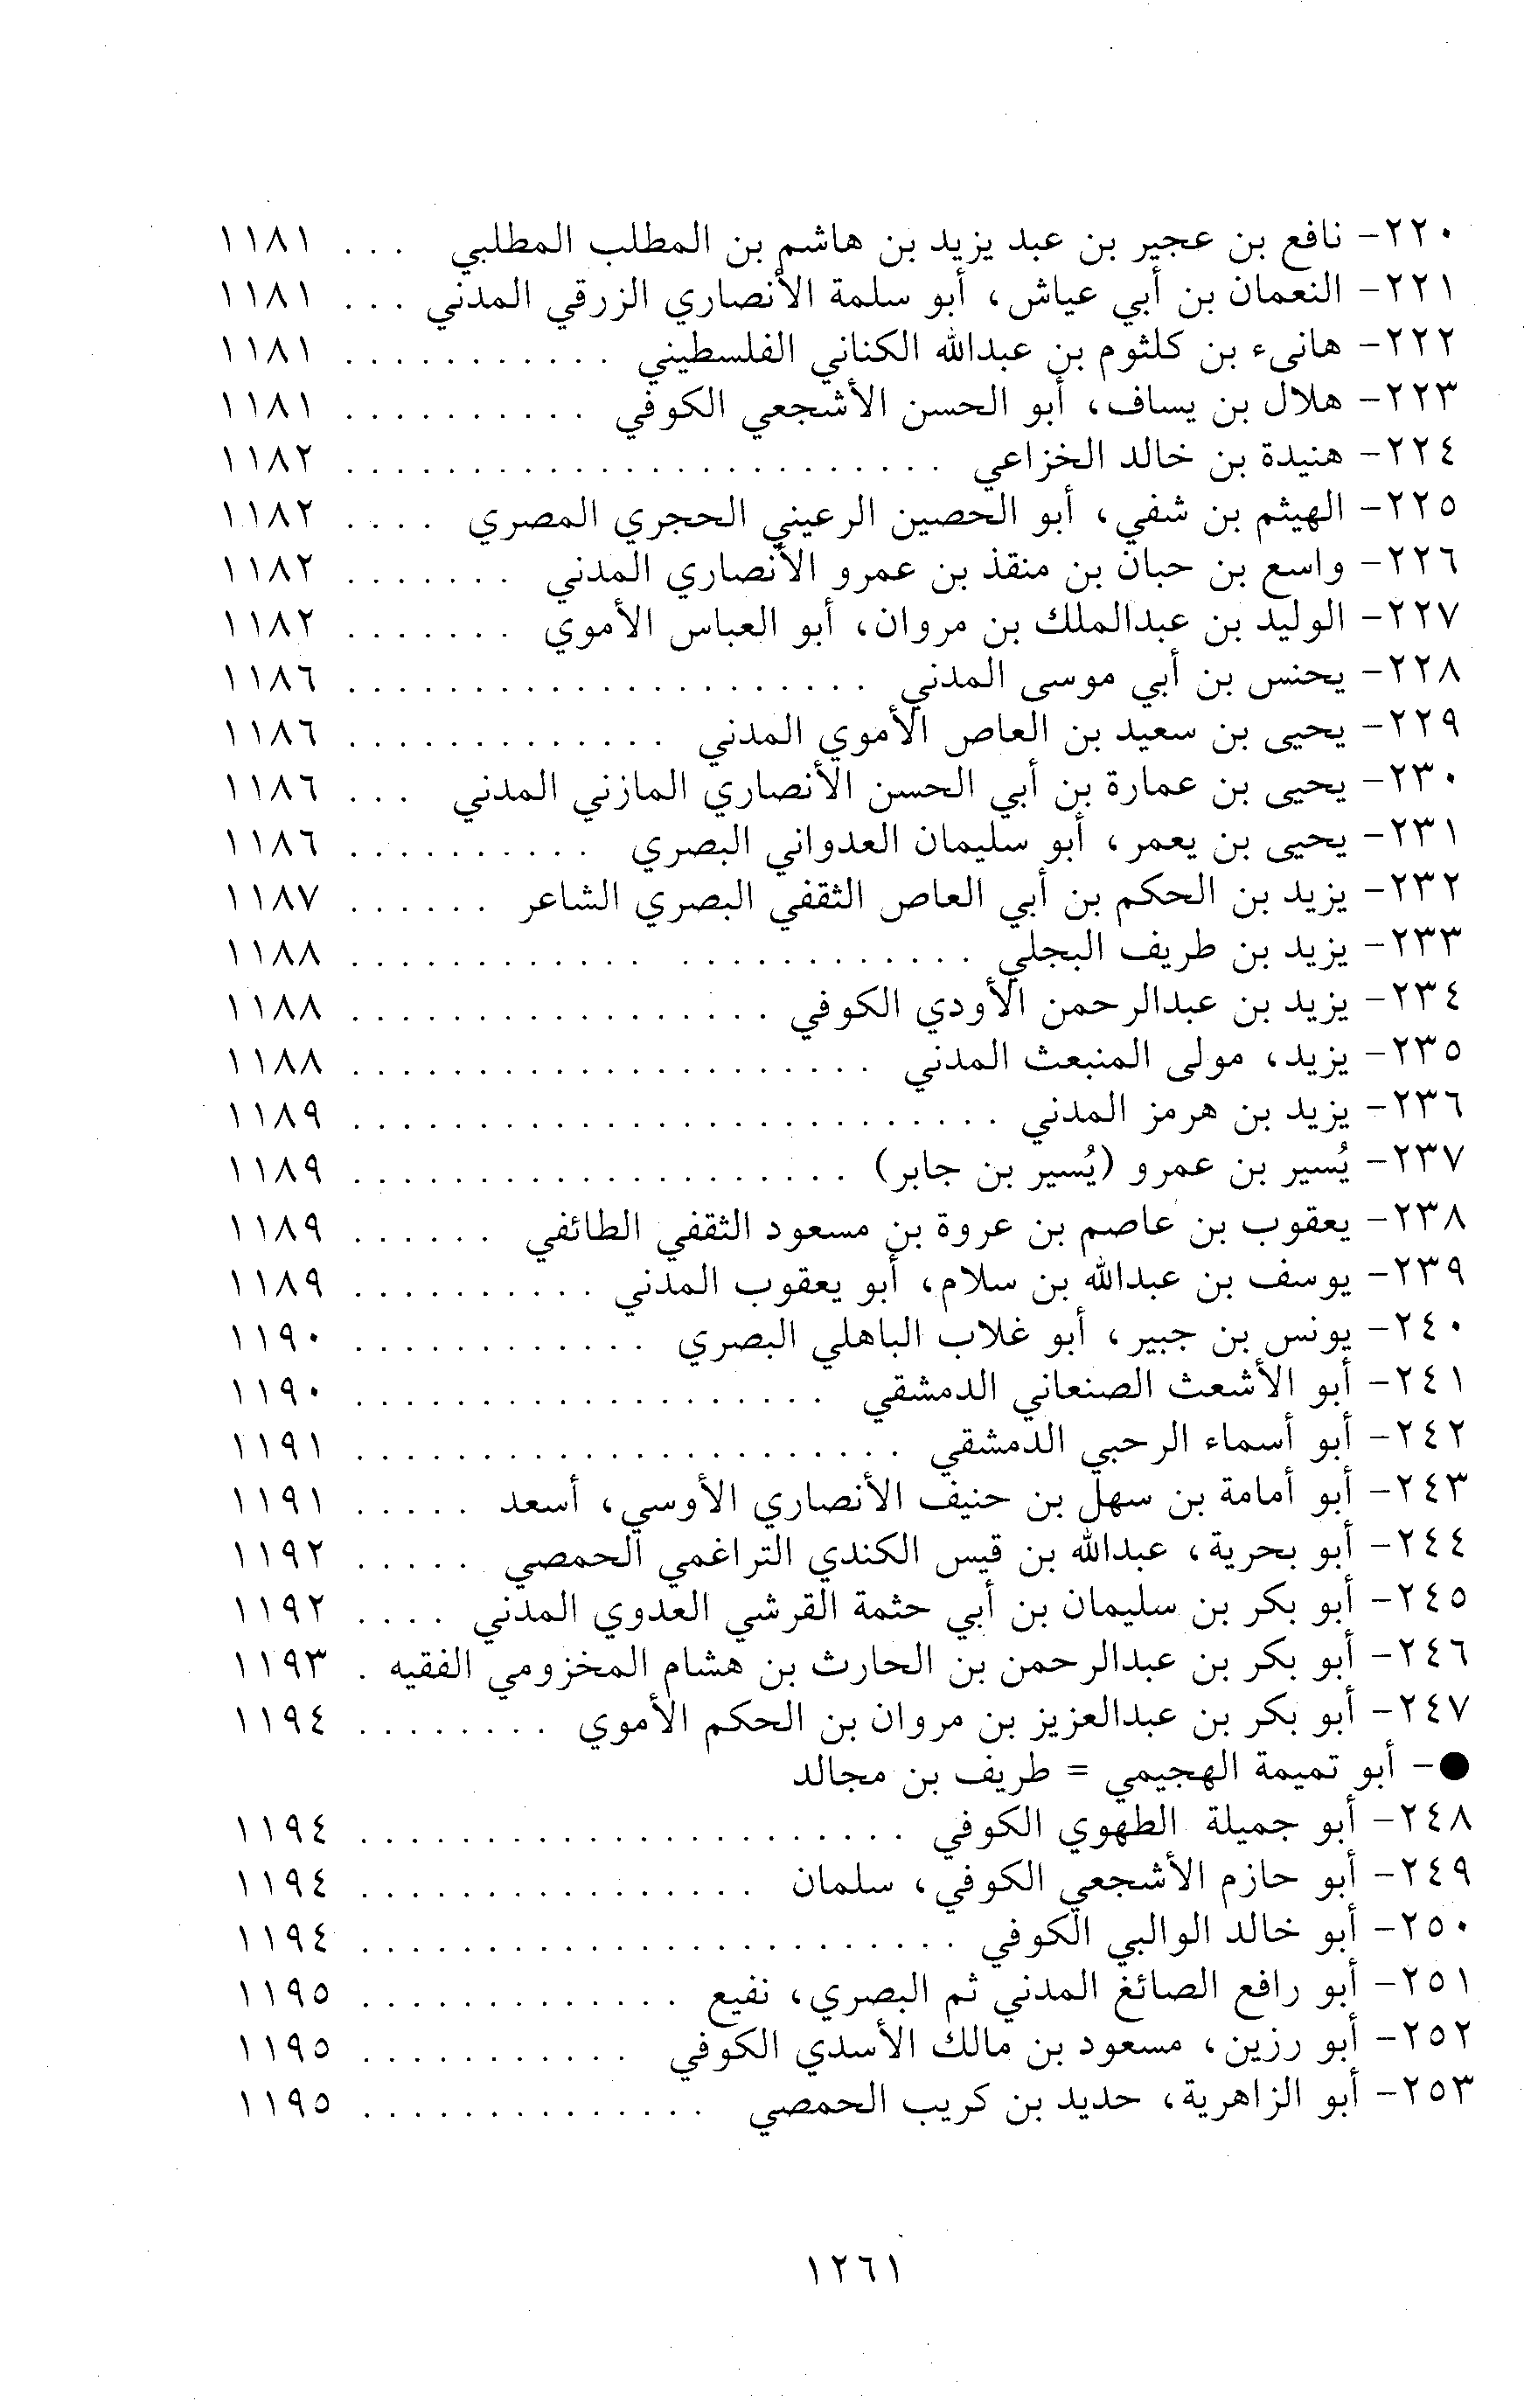 ٢٢٠- نافع بن عجير بن عبد يزيد بن هاشم بن المطلب المطلبي . . . ١١٨١
٢٢١- النعمان بن أبي عياش، أبو سلمة الأنصاري الزرقي المدني . . . ١١٨١
٢٢٢- هانىء بن كلثوم بن عبدالله الكناني الفلسطيني . . . . . . . . . . . ١١٨١
٢٢٣- هلال بن يساف، أبو الحسن الأشجعي الكوفي . . . . . . . . . . ١١٨١
٢٢٤- هنيدة بن خالد الخزاعي . . . . . . . . . . . . . . . . . . . . . . . . ١١٨٢
٢٢٥- الهيثم بن شفي، أبو الحصين الرعيني الحجري المصري . . . . ١١٨٢
٢٢٦- واسع بن حبان بن منقذ بن عمرو الأنصاري المدني . . . . . . . ١١٨٢
٢٢٧- الوليد بن عبدالملك بن مروان، أبو العباس الأموي . . . . . . . ١١٨٢
٢٢٨- يحنس بن أبي موسى المدني . . . . . . . . . . . . . . . . . . . . . ١١٨٦
٢٢٩- يحيى بن سعيد بن العاص الأموي المدني . . . . . . . . . . . . . ١١٨٦
٢٣٠- يحيى بن عمارة بن أبي الحسن الأنصاري المازني المدني . . . ١١٨٦
٢٣١- يحيى بن يعمر، أبو سليمان العدواني البصري . . . . . . . . . . ١١٨٦
٢٣٢- يزيد بن الحكم بن أبي العاص الثقفي البصري الشاعر . . . . . . ١١٨٧
٢٣٣- يزيد بن طريف البجلي . . . . . . . . . . . . . . . . . . . . . . . . ١١٨٨
٢٣٤- يزيد بن عبدالرحمن الأودي الكوفي . . . . . . . . . . . . . . . . . ١١٨٨
٢٣٥- يزيد، مولى المنبعث المدني . . . . . . . . . . . . . . . . . . . . . ١١٨٨
٢٣٦- يزيد بن هرمز المدني . . . . . . . . . . . . . . . . . . . . . . . . . . ١١٨٩
٢٣٧- يُسير بن عمرو (يُسير بن جابر) . . . . . . . . . . . . . . . . . . . . ١١٨٩
٢٣٨- يعقوب بن عاصم بن عروة بن مسعود الثقفي الطائفي . . . . . . ١١٨٩
٢٣٩- يوسف بن عبدالله بن سلام، أبو يعقوب المدني . . . . . . . . . . ١١٨٩
٢٤٠- يونس بن جبير، أبو غلاب الباهلي البصري . . . . . . . . . . . . ١١٩٠
٢٤١- أبو الأشعث الصنعاني الدمشقي . . . . . . . . . . . . . . . . . . . ١١٩٠
٢٤٢- أبو أسماء الرحبي الدمشقي . . . . . . . . . . . . . . . . . . . . . . ١١٩١
٢٤٣- أبو أمامة بن سهل بن حنيف الأنصاري الأوسي، أسعد . . . . . ١١٩١
٢٤٤- أبو بحرية، عبدالله بن قيس الكندي التراغمي الحمصي . . . . . ١١٩٢
٢٤٥- أبو بكر بن سليمان بن أبي حثمة القرشي العدوي المدني . . . . ١١٩٢
٢٤٦- أبو بكر بن عبدالرحمن بن الحارث بن هشام المخزومي الفقيه . ١١٩٣
٢٤٧- أبو بكر بن عبدالعزيز بن مروان بن الحكم الأموي . . . . . . . . ١١٩٤
●- أبو تميمة الهجيمي = طريف بن مجالد
٢٤٨- أبو جميلة الطهوي الكوفي . . . . . . . . . . . . . . . . . . . . . . ١١٩٤
٢٤٩- أبو حازم الأشجعي الكوفي، سلمان . . . . . . . . . . . . . . . . ١١٩٤
٢٥٠- أبو خالد الوالبي الكوفي . . . . . . . . . . . . . . . . . . . . . . . . ١١٩٤
٢٥١- أبو رافع الصائغ المدني ثم البصري، نفيع . . . . . . . . . . . . . ١١٩٥
٢٥٢- أبو رزين، مسعود بن مالك الأسدي الكوفي . . . . . . . . . . . ١١٩٥
٢٥٣- أبو الزاهرية، حديد بن كريب الحمصي . . . . . . . . . . . . . . ١١٩٥
١٢٦١